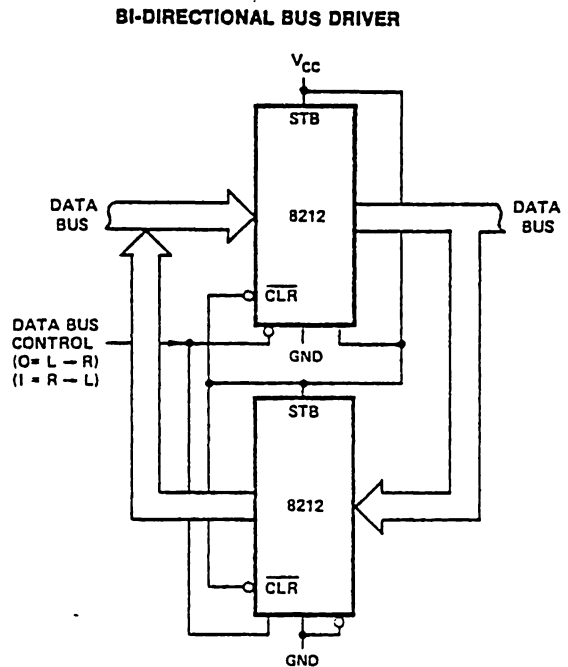 BI-DIRECTIONAL BUS DRIVER
VCC
STB
DATA
BUS
8212
DATA
BUS
CLR
DATA BUS
CONTROL
(0= L – R)
(I = R – L)
GND
STB
8212
CLR
GND